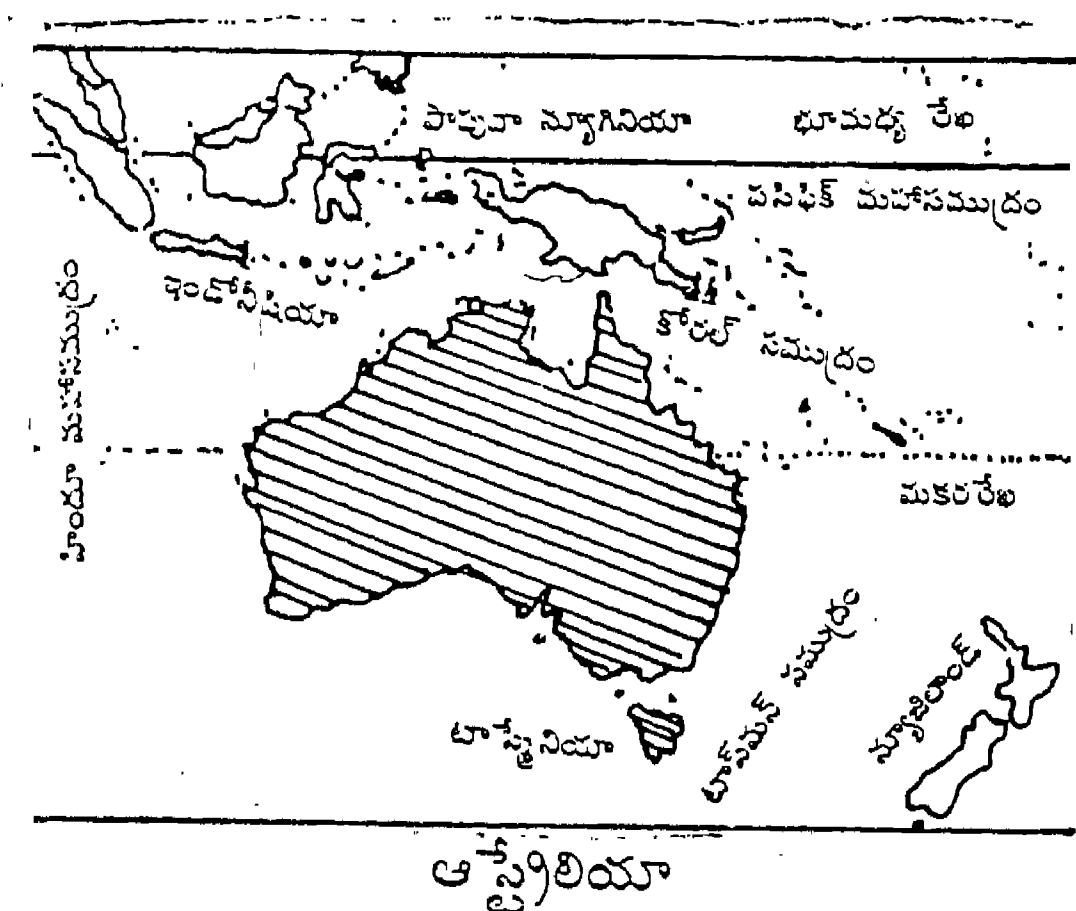 పాపువా న్యూగినియా
భూమధ్య రేఖ
పసిఫిక్ మహాసముద్రం
ఇండోనీషియా
కోరల్ సముద్రం
హిందూ మహాసముద్రం
మకరరేఖ
టాస్మేనియా
టాస్‌మన్ సముద్రం
న్యూజిలాండ్
ఆస్ట్రేలియా